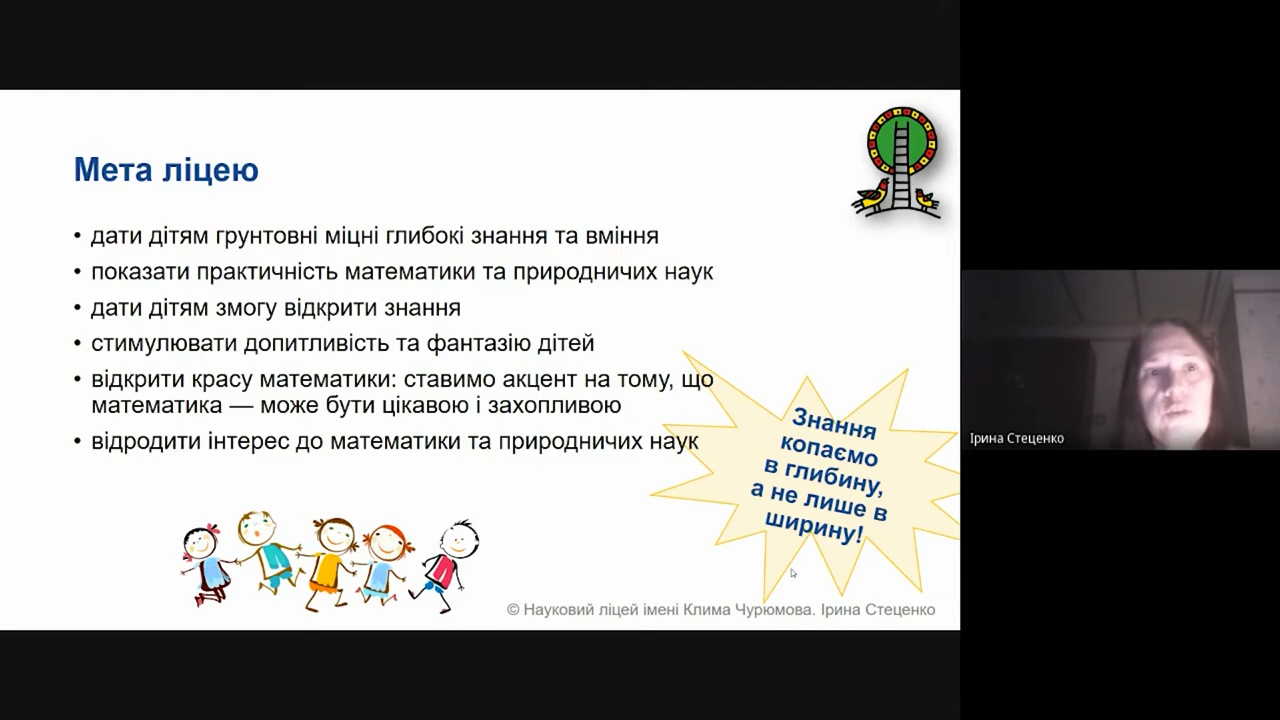 Мета ліцею
• дати дітям грунтовні міцні глибокі знання та вміння
• показати практичність математики та природничих наук
• дати дітям змогу відкрити знання
• стимулювати допитливість та фантазію дітей
• відкрити красу математики: ставимо акцент на тому, що
математика — може бути цікавою і захопливою
• відродити інтерес до математики та природничих наук
Знання
копаємо
в глибину,
а не лише в
ширину!
© Науковий ліцей імені Клима Чурюмова. Ірина Стеценко
Ірина Стеценко